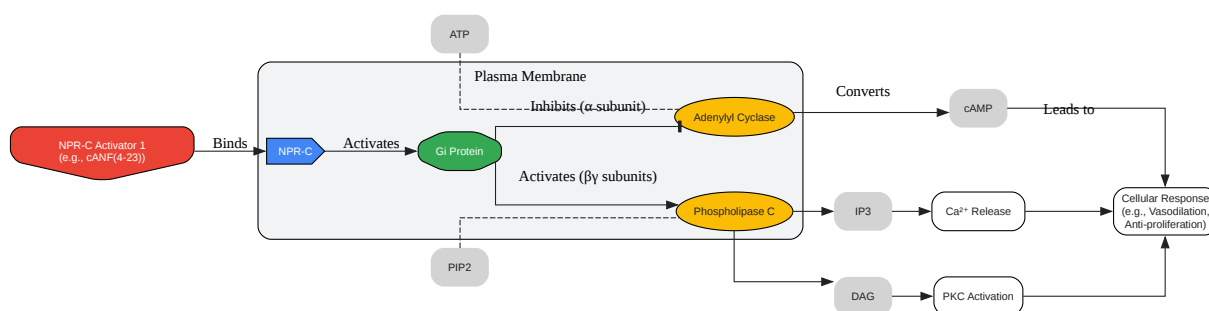 ATP
Plasma Membrane
Converts
Inhibits (α subunit)
Adenylyl Cyclase
cAMP
Leads to
NPR-C Activator 1
(e.g., cANF(4-23))
Binds
NPR-C
Activates
Gi Protein
Activates (βγ subunits)
Phospholipase C
IP3
Ca²⁺ Release
Cellular Response
(e.g., Vasodilation,
Anti-proliferation)
PIP2
DAG
PKC Activation